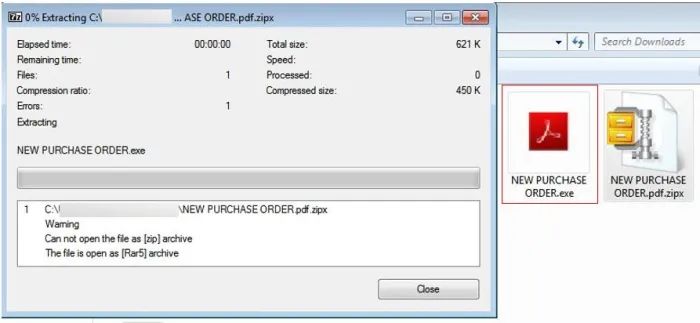 0% Extracting C:\ ... ASE ORDER.pdf.zipx
Elapsed time: 00:00:00 Total size: 621 K
Remaining time: Speed:
Files: 1 Processed: 0
Compression ratio: Compressed size: 450 K
Errors: 1
Extracting
NEW PURCHASE ORDER.exe
1 C:\ \NEW PURCHASE ORDER.pdf.zipx
Warning
Can not open the file as [zip] archive
The file is open as [Rar5] archive
Close
Search Downloads
NEW PURCHASE
ORDER.exe
NEW PURCHASE
ORDER.pdf.zipx